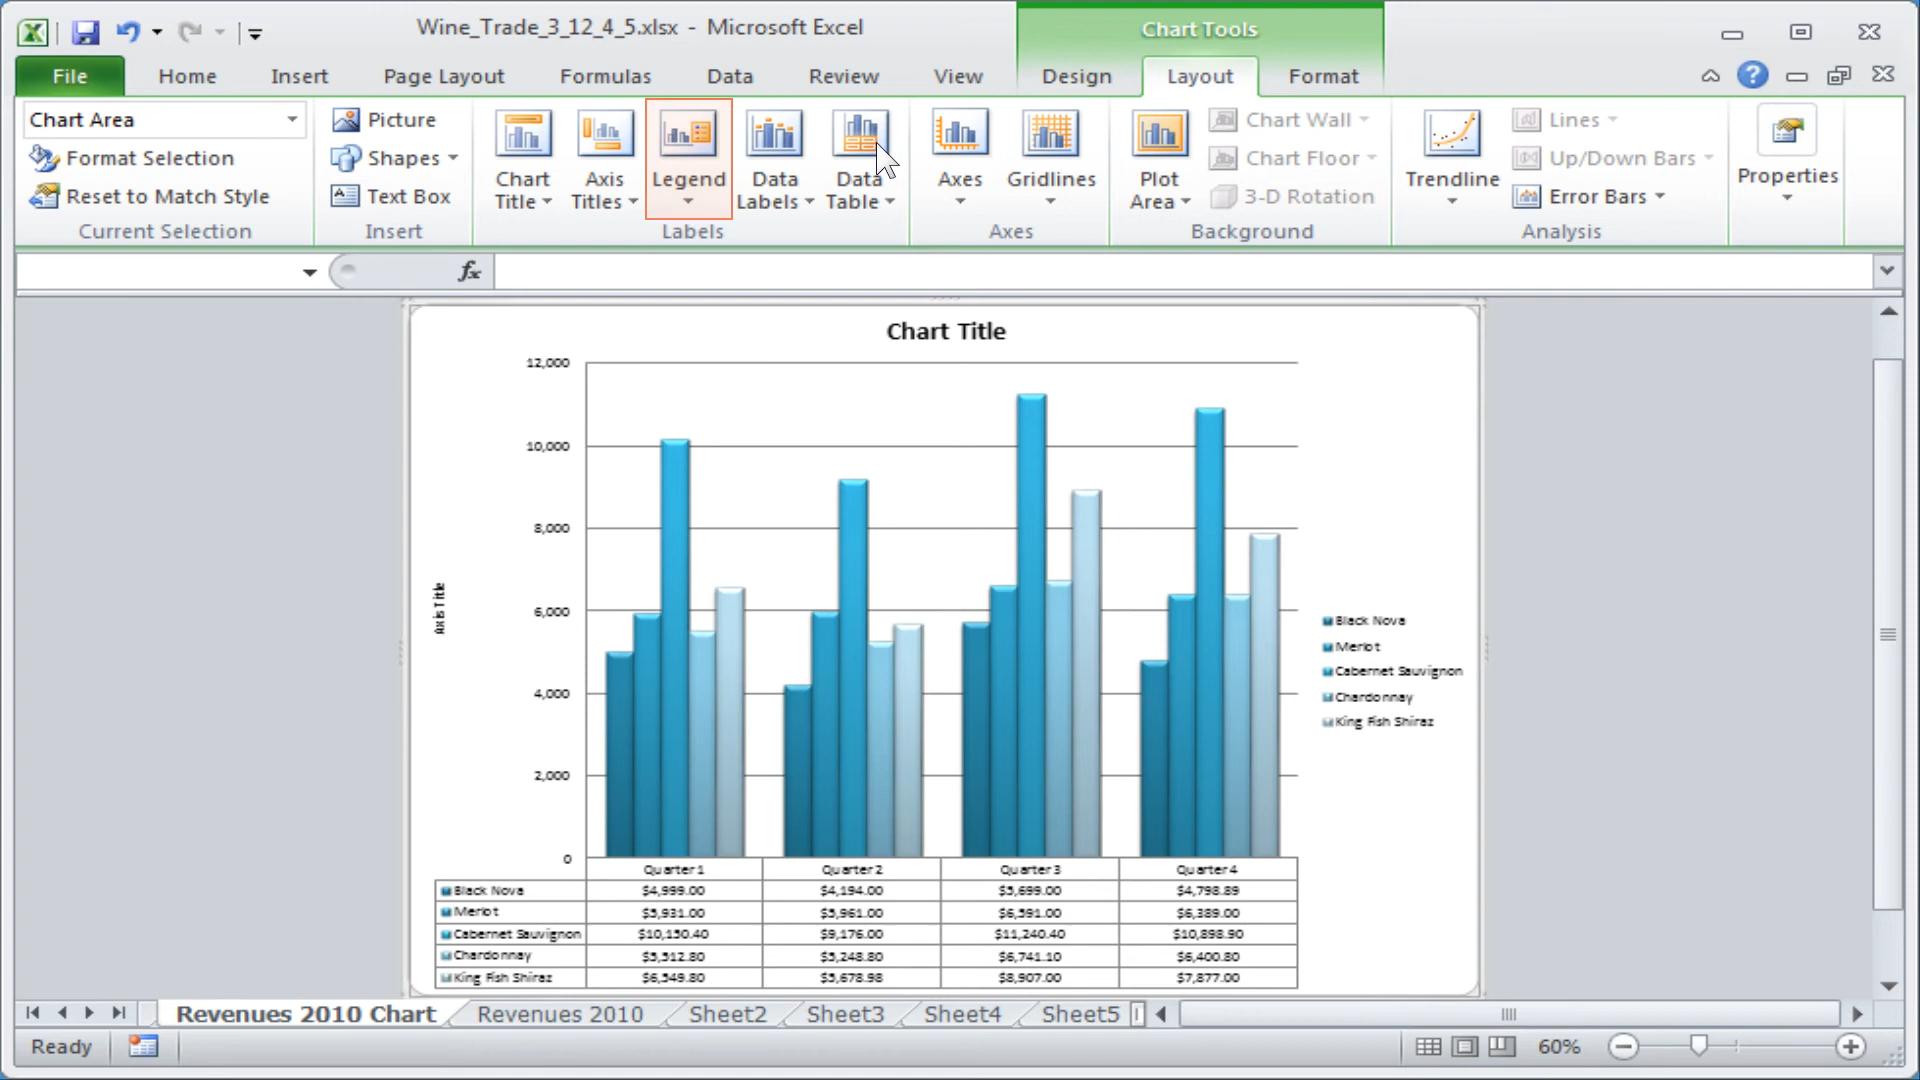 Wine_Trade_3_12_4_5.xlsx - Microsoft Excel
Chart Tools
File Home Insert Page Layout Formulas Data Review View Design Layout Format
Chart Area
Format Selection
Reset to Match Style
Current Selection
Picture
Shapes
Text Box
Insert
Chart Title
Axis Titles
Legend
Data Labels
Data Table
Labels
Axes
Gridlines
Axes
Plot Area
Chart Wall
Chart Floor
3-D Rotation
Background
Trendline
Lines
Up/Down Bars
Error Bars
Analysis
Properties
fx
Chart Title
12,000
10,000
8,000
6,000
4,000
2,000
0
Axis Title
Black Nova
Merlot
Cabernet Sauvignon
Chardonnay
King Fish Shiraz
Quarter 1 Quarter 2 Quarter 3 Quarter 4
Black Nova $4,999.00 $4,194.00 $5,699.00 $4,798.89
Merlot $5,931.00 $5,961.00 $6,591.00 $6,389.00
Cabernet Sauvignon $10,150.40 $9,176.00 $11,240.40 $10,898.90
Chardonnay $5,512.80 $5,248.80 $6,741.10 $6,400.80
King Fish Shiraz $6,549.80 $5,678.98 $8,907.00 $7,877.00
Revenues 2010 Chart Revenues 2010 Sheet2 Sheet3 Sheet4 Sheet5
Ready 60%